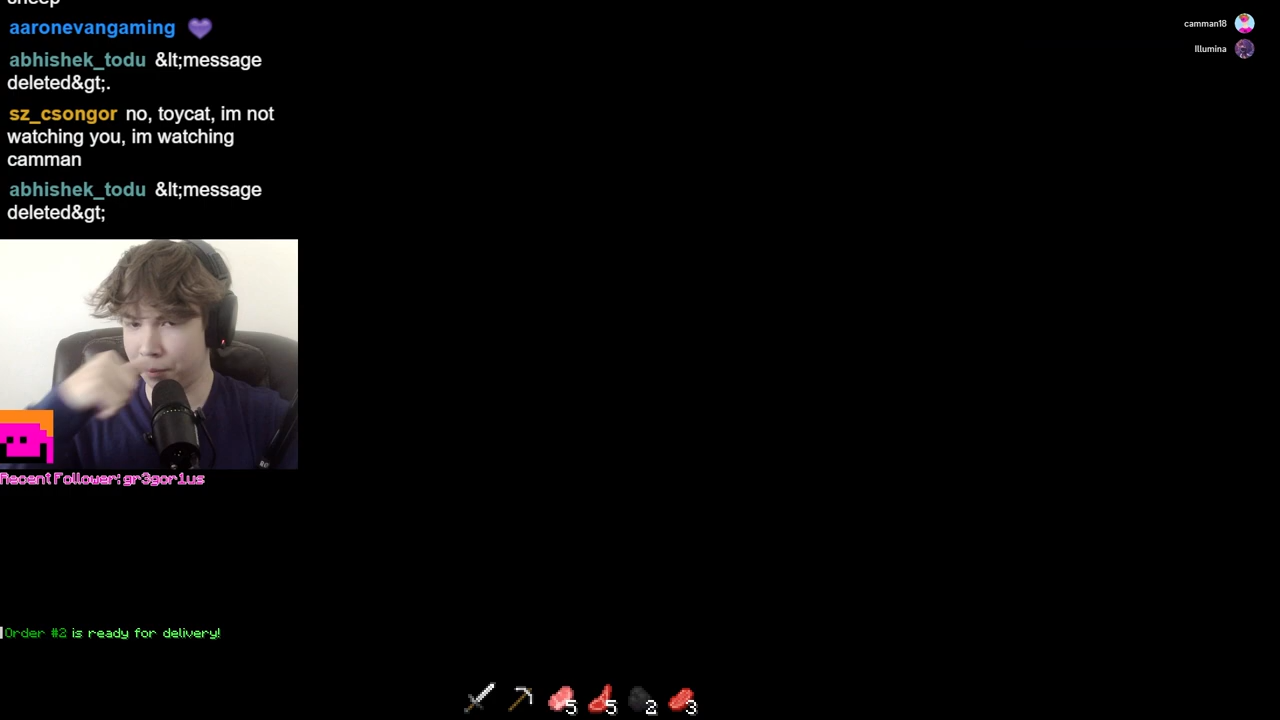 sheep
aaronevangaming
abhishek_todu &lt;message
deleted&gt;.
sz_csongor no, toycat, im not
watching you, im watching
camman
abhishek_todu &lt;message
deleted&gt;
Recent Follower: gr3gor1us
Order #2 is ready for delivery!
5 5 2 3
camman18
Illumina